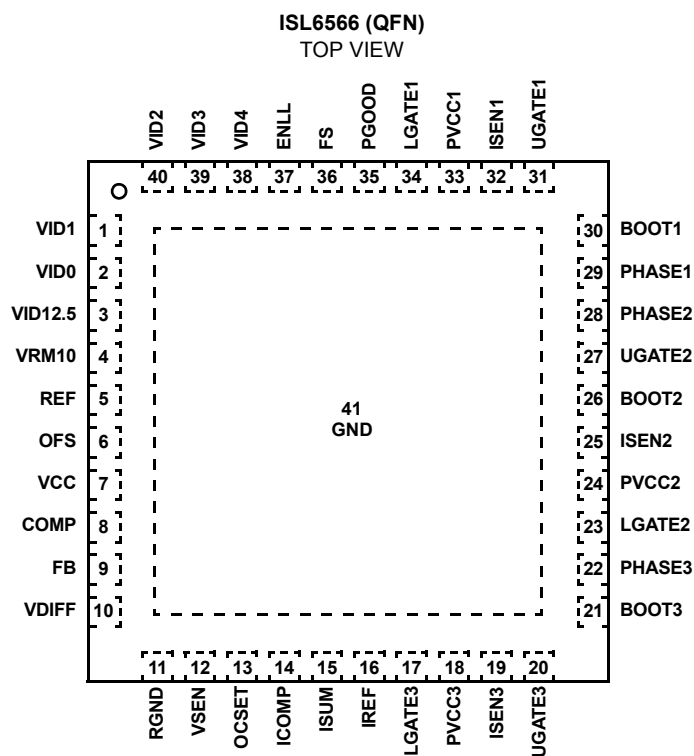 ISL6566 (QFN)
TOP VIEW
VID2
VID3
VID4
ENLL
FS
PGOOD
LGATE1
PVCC1
ISEN1
UGATE1
40
39
38
37
36
35
34
33
32
31
VID1 1
VID0 2
VID12.5 3
VRM10 4
REF 5
OFS 6
VCC 7
COMP 8
FB 9
VDIFF 10
30 BOOT1
29 PHASE1
28 PHASE2
27 UGATE2
26 BOOT2
25 ISEN2
24 PVCC2
23 LGATE2
22 PHASE3
21 BOOT3
41
GND
11
12
13
14
15
16
17
18
19
20
RGND
VSEN
OCSET
ICOMP
ISUM
IREF
LGATE3
PVCC3
ISEN3
UGATE3